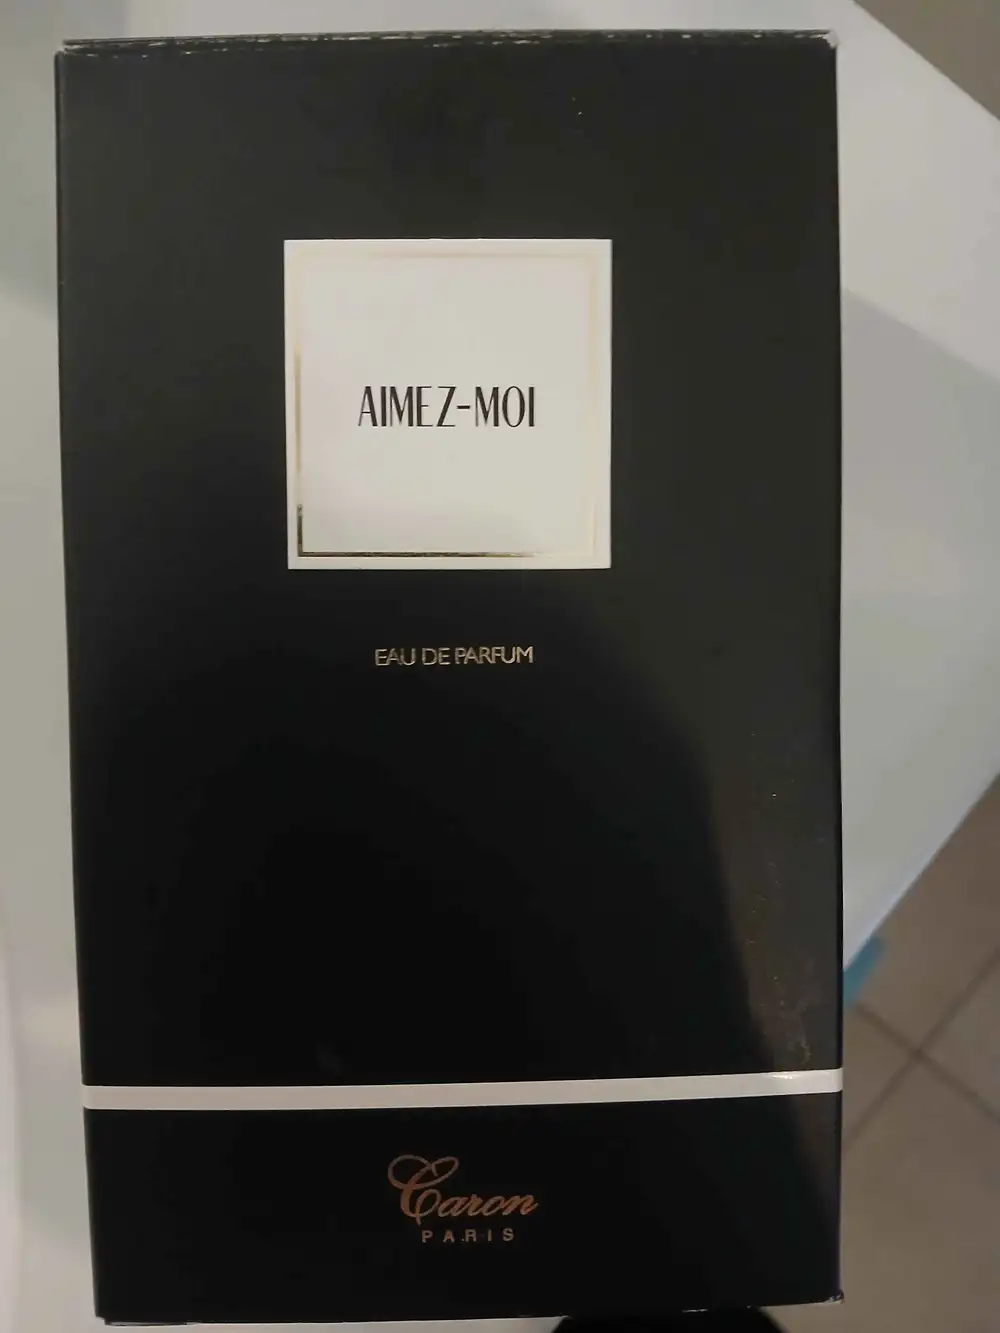 AIMEZ-MOI
EAU DE PARFUM
Caron
PARIS